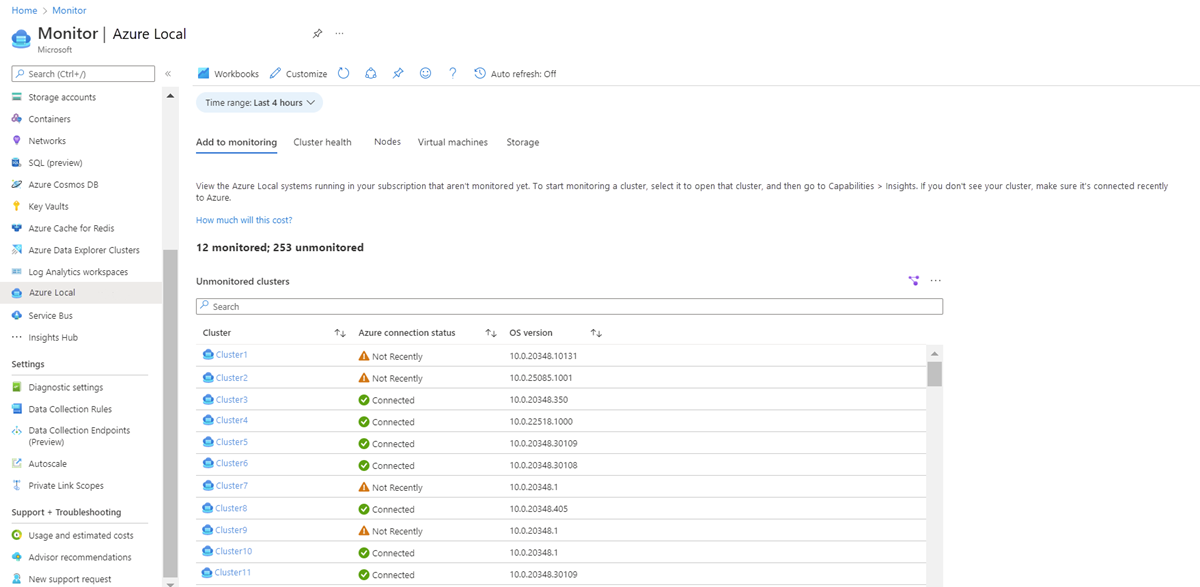 Home > Monitor
Monitor | Azure Local
Microsoft
Search (Ctrl+/)
Storage accounts
Containers
Networks
SQL (preview)
Azure Cosmos DB
Key Vaults
Azure Cache for Redis
Azure Data Explorer Clusters
Log Analytics workspaces
Azure Local
Service Bus
Insights Hub
Settings
Diagnostic settings
Data Collection Rules
Data Collection Endpoints
(Preview)
Autoscale
Private Link Scopes
Support + Troubleshooting
Usage and estimated costs
Advisor recommendations
New support request
Workbooks Customize Auto refresh: Off
Time range: Last 4 hours
Add to monitoring Cluster health Nodes Virtual machines Storage
View the Azure Local systems running in your subscription that aren't monitored yet. To start monitoring a cluster, select it to open that cluster, and then go to Capabilities > Insights. If you don't see your cluster, make sure it's connected recently
to Azure.
How much will this cost?
12 monitored; 253 unmonitored
Unmonitored clusters
Search
Cluster Azure connection status OS version
Cluster1 Not Recently 10.0.20348.10131
Cluster2 Not Recently 10.0.25085.1001
Cluster3 Connected 10.0.20348.350
Cluster4 Connected 10.0.22518.1000
Cluster5 Connected 10.0.20348.30109
Cluster6 Connected 10.0.20348.30108
Cluster7 Not Recently 10.0.20348.1
Cluster8 Connected 10.0.20348.405
Cluster9 Not Recently 10.0.20348.1
Cluster10 Connected 10.0.20348.1
Cluster11 Connected 10.0.20348.30109